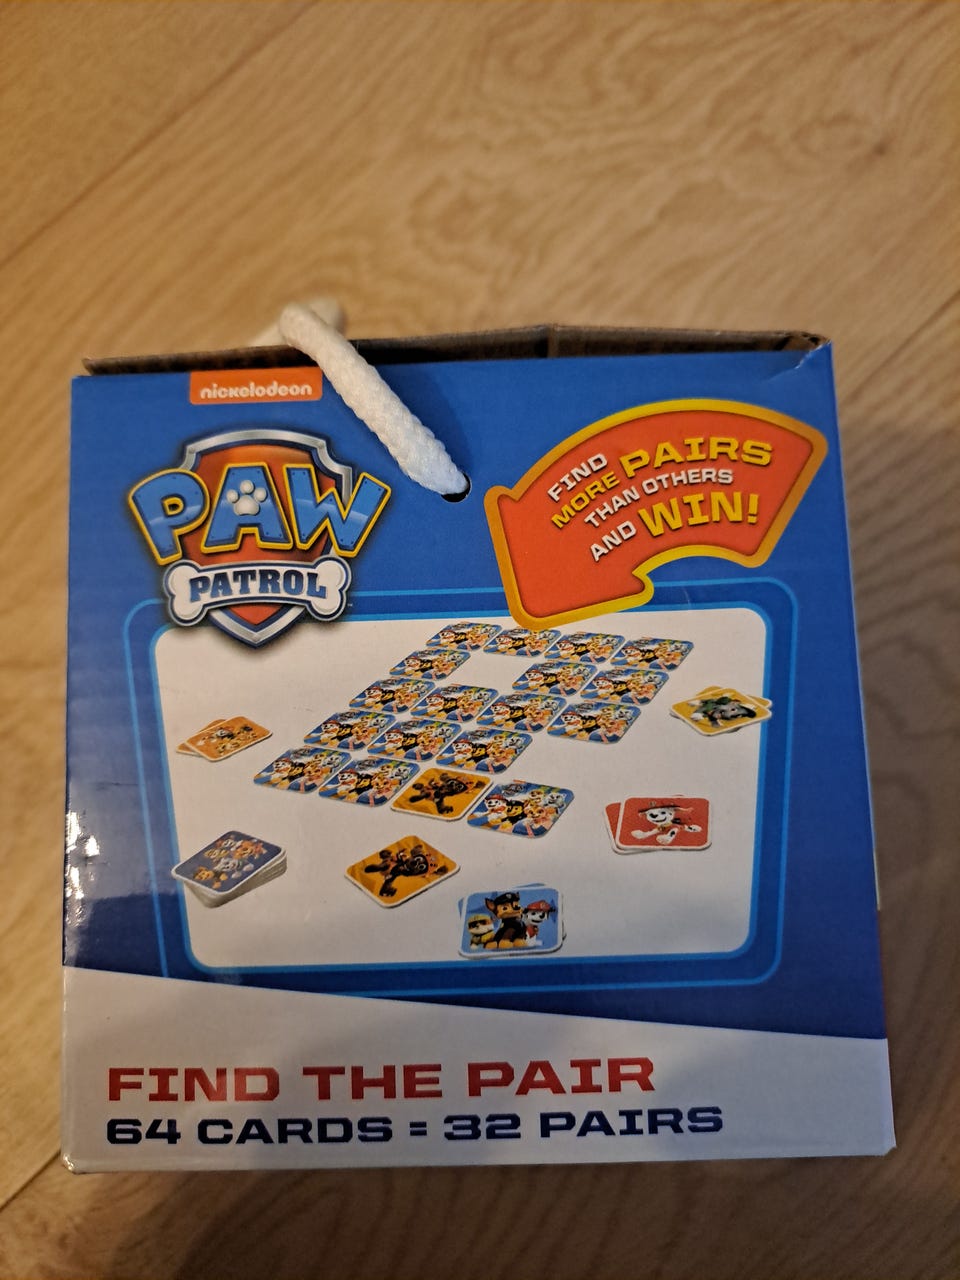 nickelodeon
PAW
PATROL
FIND
MORE PAIRS
THAN OTHERS
AND WIN!
FIND THE PAIR
64 CARDS = 32 PAIRS